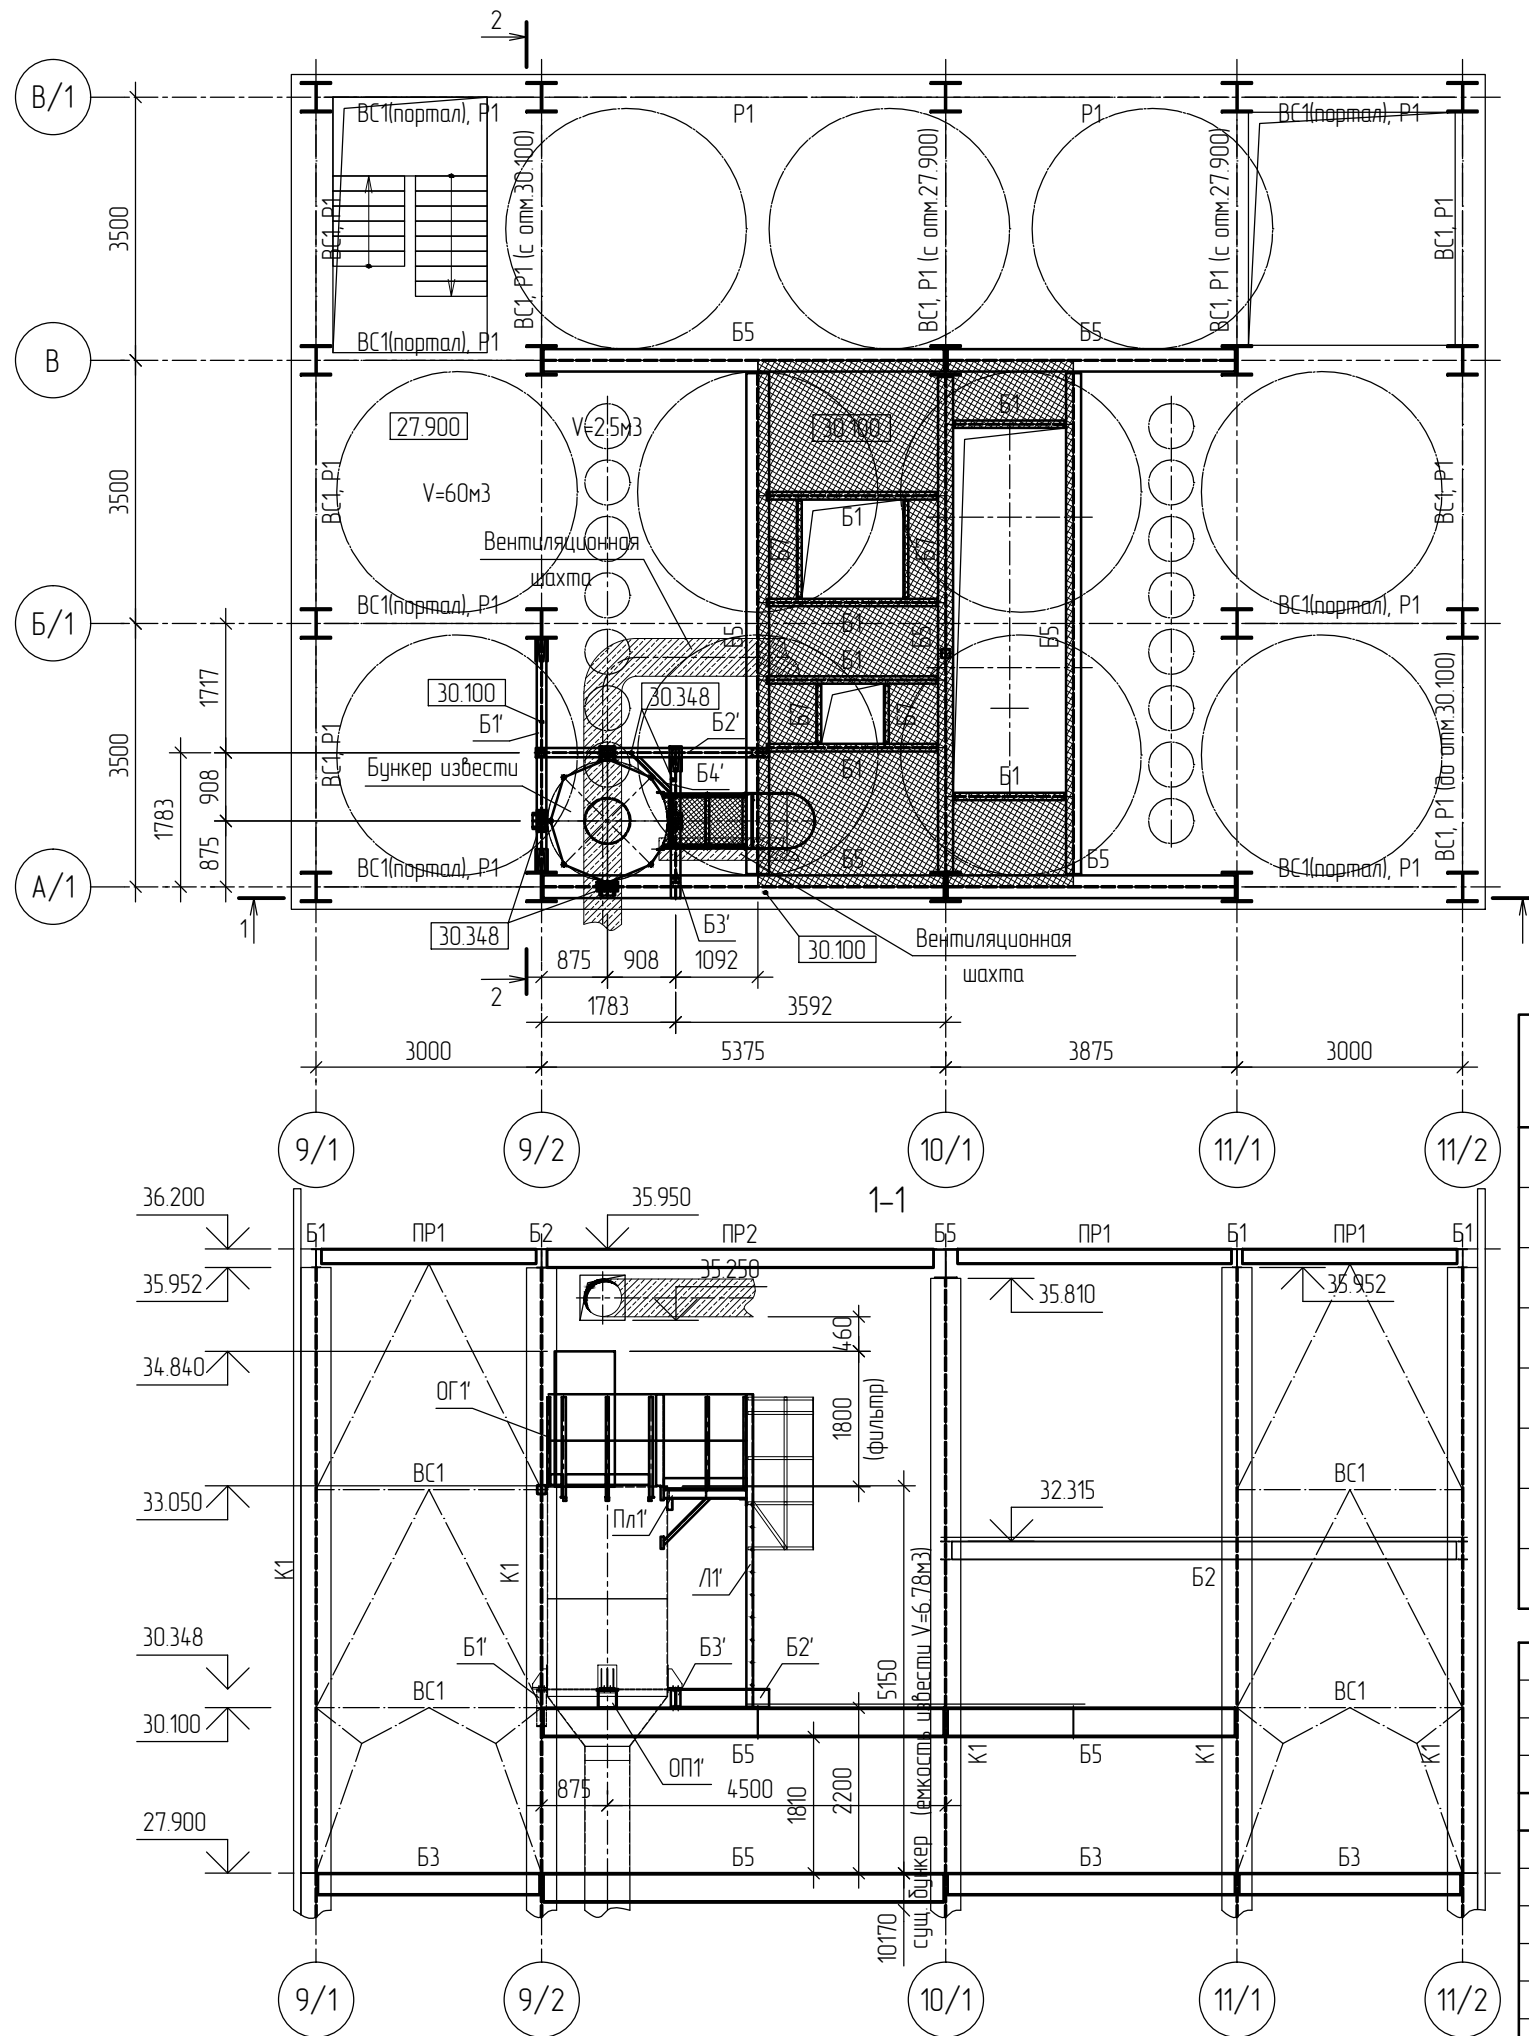 2
В/1
ВС1(портал), Р1
Р1
Р1
ВС1(портал), Р1
3500
ВС1, Р1
ВС1, Р1 (с отм.30.100)
ВС1, Р1 (с отм.27.900)
ВС1, Р1 (с отм.27.900)
ВС1, Р1
ВС1(портал), Р1
Б5
Б5
В
27.900
V=2.5м3
30.100
Б1
3500
ВС1, Р1
V=60м3
Б1
Б7
Б7
ВС1, Р1
Вентиляционная
шахта
ВС1(портал), Р1
ВС1(портал), Р1
Б/1
Б1
Б5
Б5
Б5
Б1
1717
30.100
30.348
Б1'
Б2'
Б7
Б7
3500
ВС1, Р1
Бункер извести
Б4'
Б1
Б1
ВС1, Р1 (до отм.30.100)
1783
908
875
ВС1(портал), Р1
Б5
Б5
ВС1(портал), Р1
А/1
1
30.348
Б3'
30.100
Вентиляционная
шахта
875
908
1092
2
1783
3592
3000
5375
3875
3000
9/1
9/2
10/1
11/1
11/2
1-1
36.200
35.950
Б1
ПР1
Б2
ПР2
Б5
ПР1
Б1
ПР1
Б1
35.952
35.250
35.810
35.952
460
34.840
ОГ1'
1800
(фильтр)
ВС1
ВС1
33.050
32.315
Пл1'
К1
К1
Л1'
Б2
30.348
Б1'
Б3'
Б2'
5150
сущ. бункер (емкость извести V=6.78м3)
ВС1
ВС1
30.100
Б5
К1
Б5
К1
К1
ОП1'
875
4500
1810
2200
27.900
Б3
Б5
Б3
Б3
10170
9/1
9/2
10/1
11/1
11/2